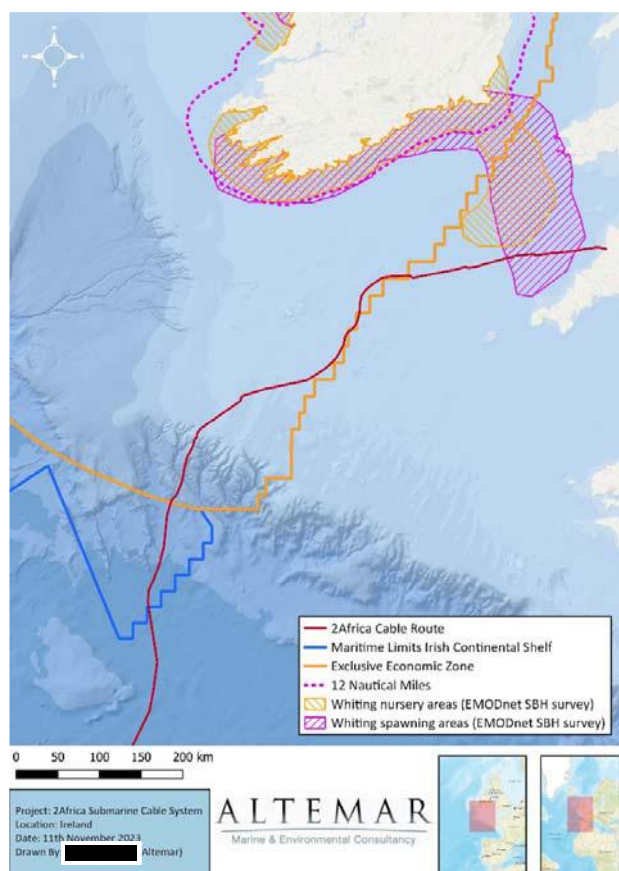 2Africa Cable Route
Maritime Limits Irish Continental Shelf
Exclusive Economic Zone
12 Nautical Miles
Whiting nursery areas (EMODnet SBH survey)
Whiting spawning areas (EMODnet SBH survey)
0 50 100 150 200 km
Project: 2Africa Submarine Cable System
Location: Ireland
Date: 11th November 2023
Drawn By Altemar)
ALTEMAR
Marine & Environmental Consultancy